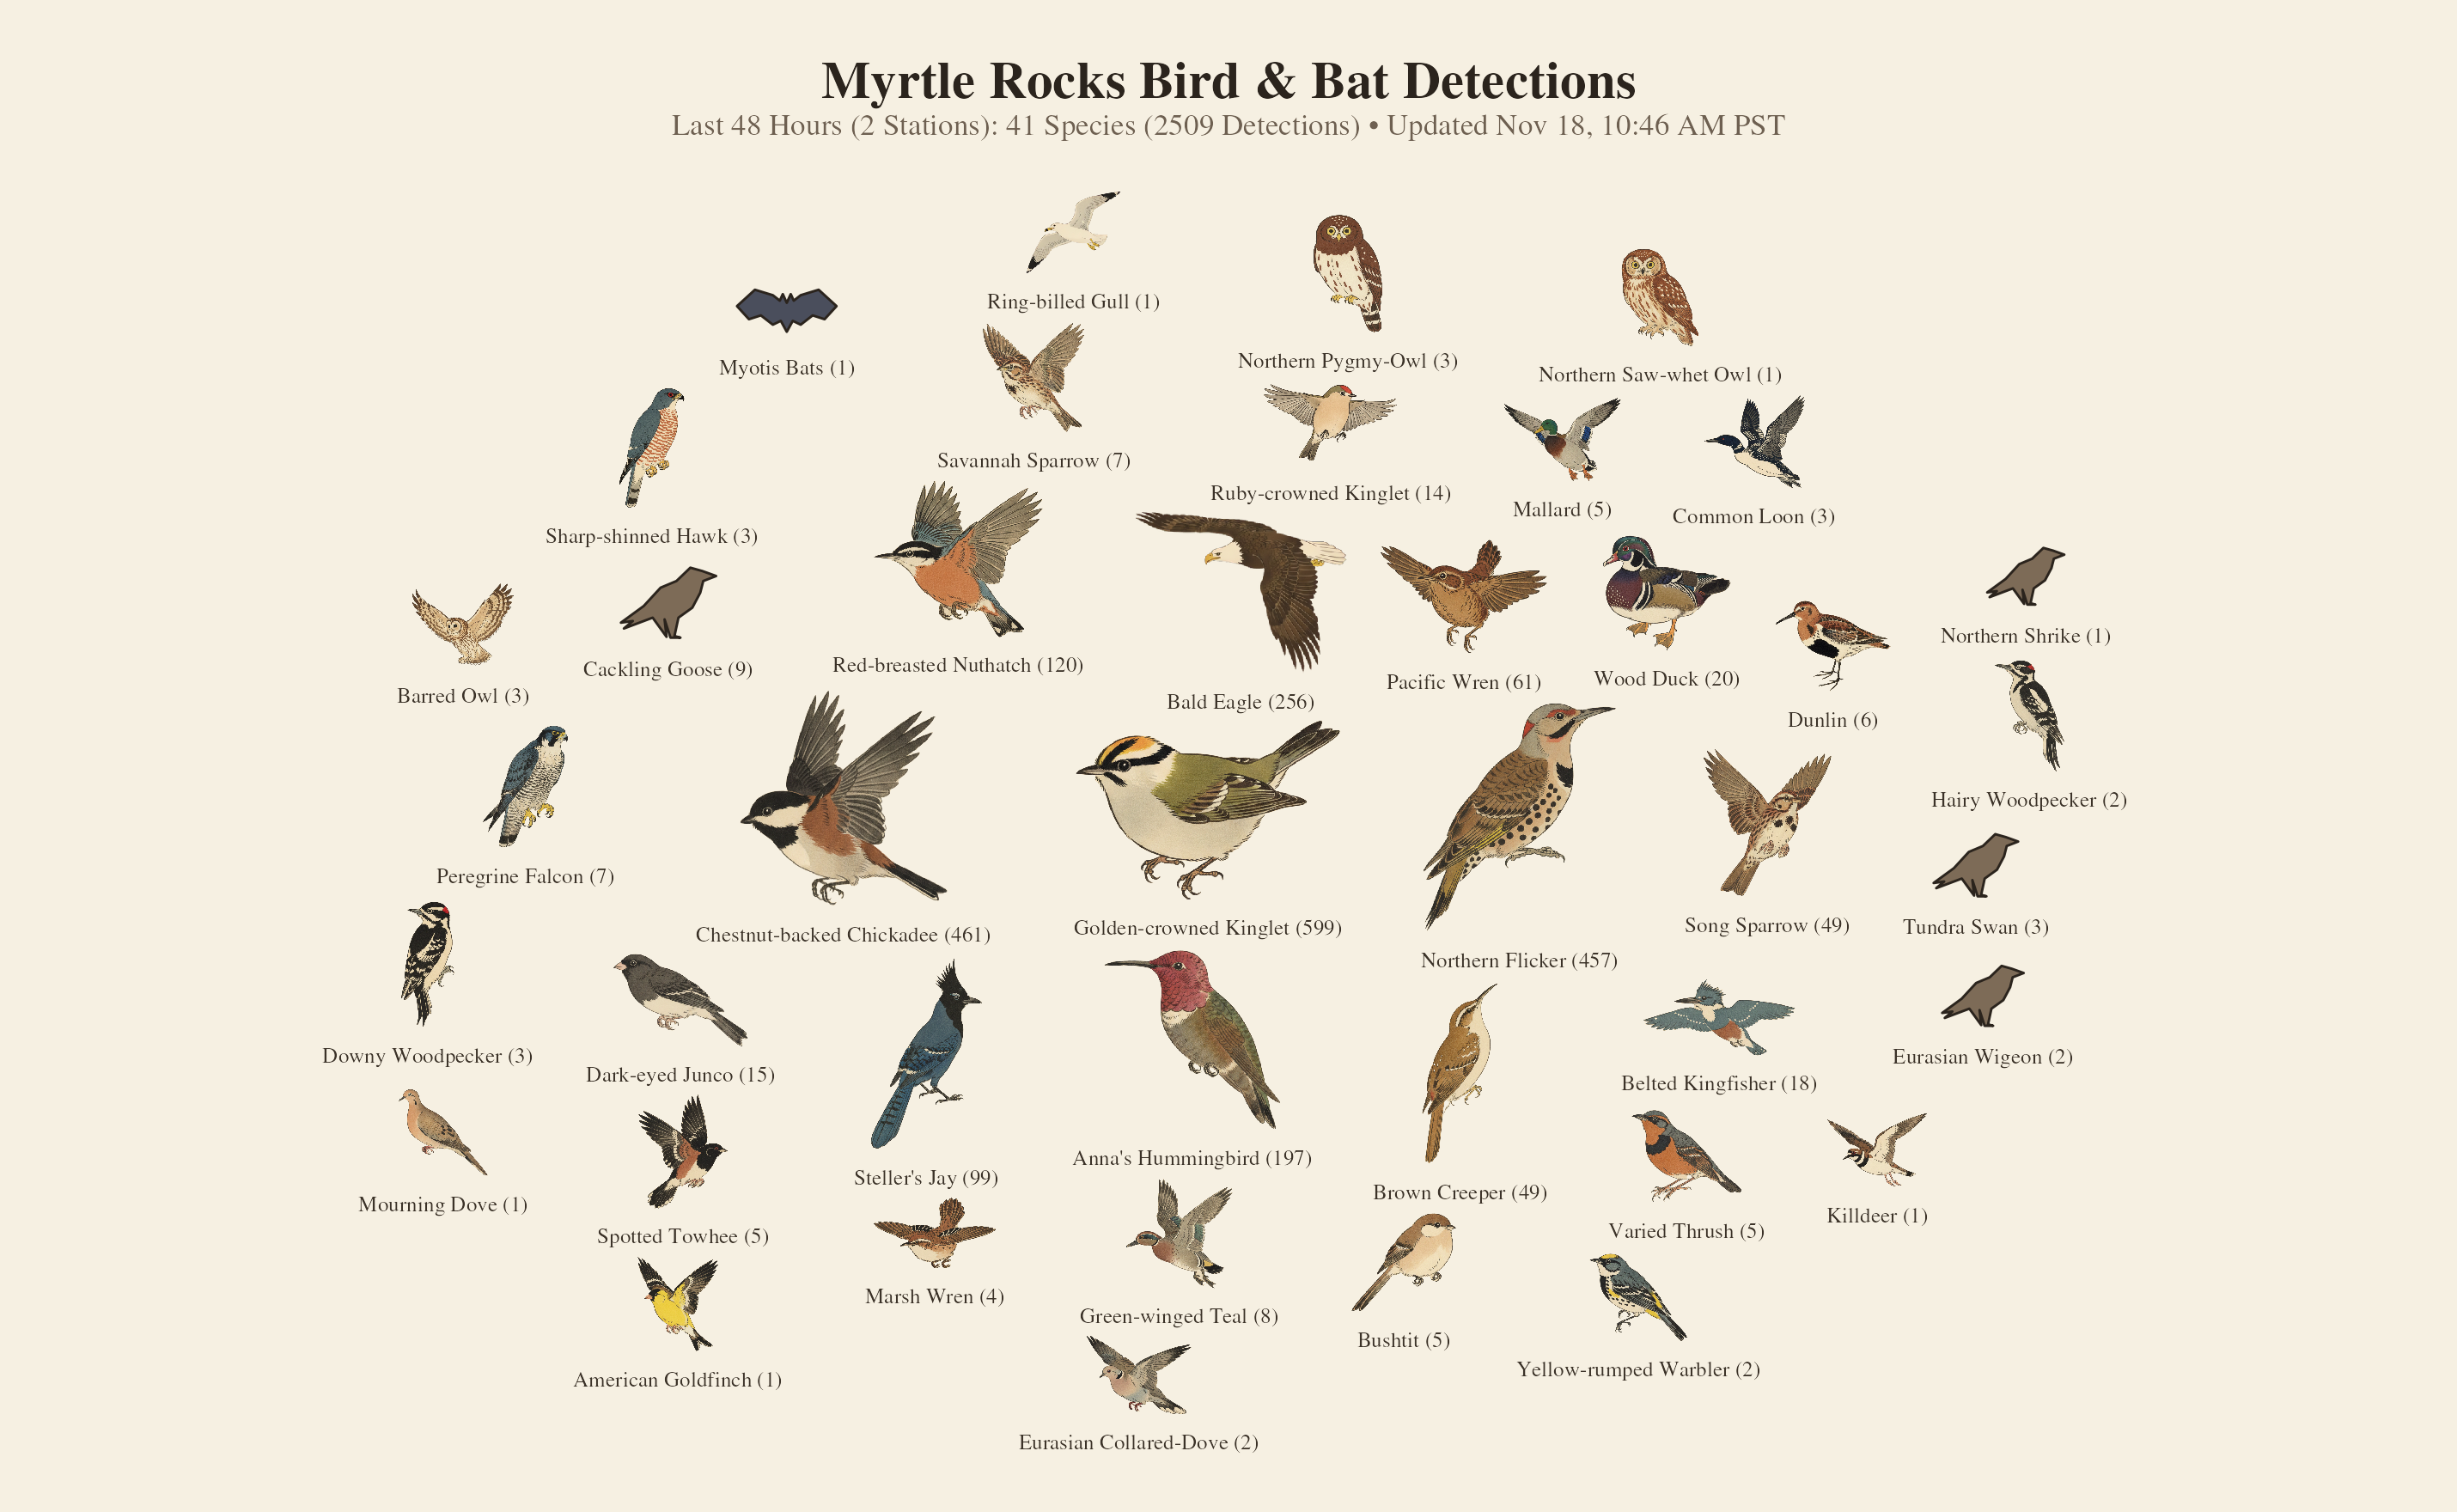 Myrtle Rocks Bird & Bat Detections
Last 48 Hours (2 Stations): 41 Species (2509 Detections) • Updated Nov 18, 10:46 AM PST
Ring-billed Gull (1)
Northern Pygmy-Owl (3)
Myotis Bats (1)
Northern Saw-whet Owl (1)
Savannah Sparrow (7)
Ruby-crowned Kinglet (14)
Mallard (5)
Common Loon (3)
Sharp-shinned Hawk (3)
Northern Shrike (1)
Red-breasted Nuthatch (120)
Cackling Goose (9)
Wood Duck (20)
Pacific Wren (61)
Barred Owl (3)
Bald Eagle (256)
Dunlin (6)
Hairy Woodpecker (2)
Peregrine Falcon (7)
Song Sparrow (49)
Tundra Swan (3)
Golden-crowned Kinglet (599)
Chestnut-backed Chickadee (461)
Northern Flicker (457)
Downy Woodpecker (3)
Eurasian Wigeon (2)
Dark-eyed Junco (15)
Belted Kingfisher (18)
Anna's Hummingbird (197)
Steller's Jay (99)
Brown Creeper (49)
Mourning Dove (1)
Killdeer (1)
Varied Thrush (5)
Spotted Towhee (5)
Marsh Wren (4)
Green-winged Teal (8)
Bushtit (5)
Yellow-rumped Warbler (2)
American Goldfinch (1)
Eurasian Collared-Dove (2)